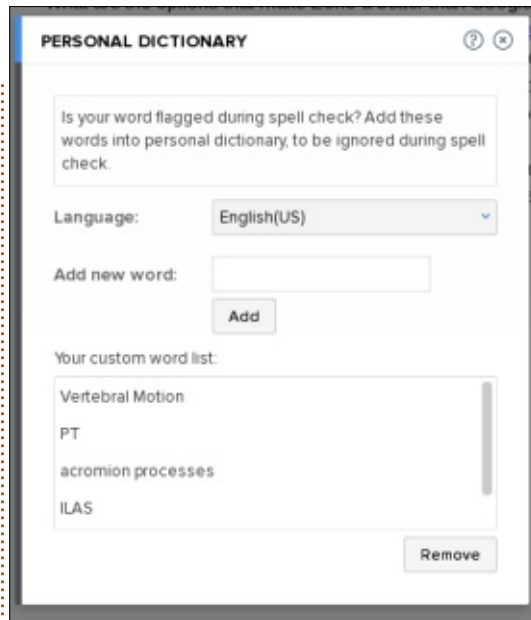 PERSONAL DICTIONARY
Is your word flagged during spell check? Add these
words into personal dictionary, to be ignored during spell
check.
Language: English(US)
Add new word:
Add
Your custom word list:
Vertebral Motion
PT
acromion processes
ILAS
Remove